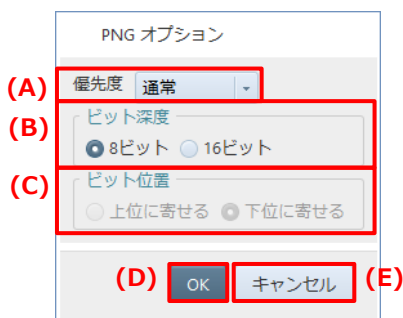 PNG オプション
(A) 優先度 通常
(B) ビット深度
8ビット 16ビット
(C) ビット位置
上位に寄せる 下位に寄せる
(D) OK キャンセル (E)